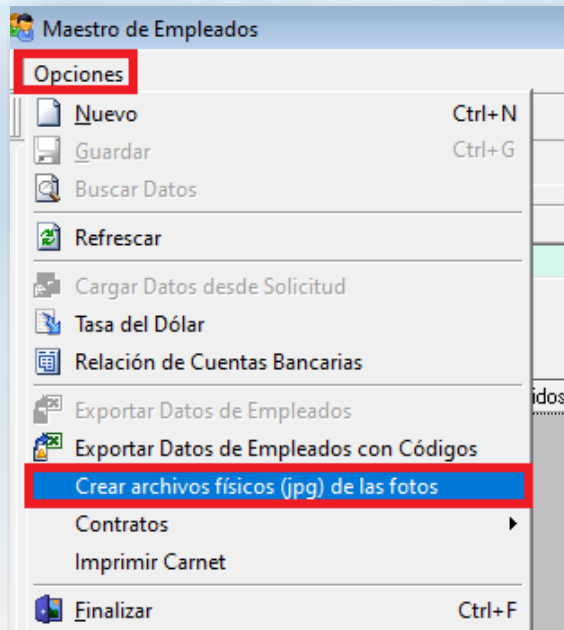 Maestro de Empleados
Opciones
Nuevo Ctrl+N
Guardar Ctrl+G
Buscar Datos
Refrescar
Cargar Datos desde Solicitud
Tasa del Dólar
Relación de Cuentas Bancarias
Exportar Datos de Empleados
idos
Exportar Datos de Empleados con Códigos
Crear archivos físicos (jpg) de las fotos
Contratos
Imprimir Carnet
Finalizar Ctrl+F